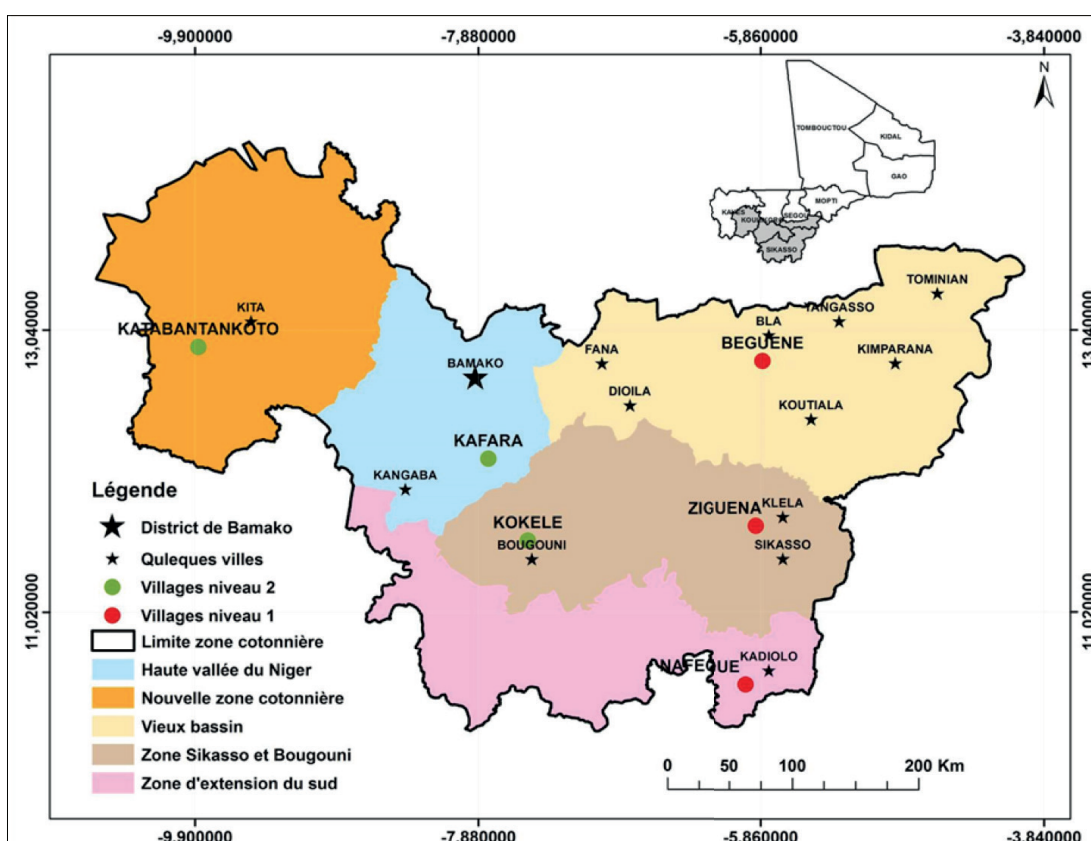 -9,900000 -7,880000 -5,860000 -3,840000
N
TOMBOUCTOU
KIDAL
GAO
MOPTI
KAYES
SEGOU
SIKASSO
13,040000 13,040000
TOMINIAN
KITA
YANGASSO
KATABANTANKOTO
BLA
BEGUENE
FANA
KIMPARANA
BAMAKO
DIOILA
KOUTIALA
KAFARA
KANGABA
ZIGUENA
KLELA
KOKELE
BOUGOUNI
SIKASSO
11,020000 11,020000
NAFEQUE
KADIOLO
Légende
District de Bamako
Quleques villes
Villages niveau 2
Villages niveau 1
Limite zone cotonnière
Haute vallée du Niger
Nouvelle zone cotonnière
Vieux bassin
Zone Sikasso et Bougouni
Zone d'extension du sud
0 50 100 200 Km
-9,900000 -7,880000 -5,860000 -3,840000